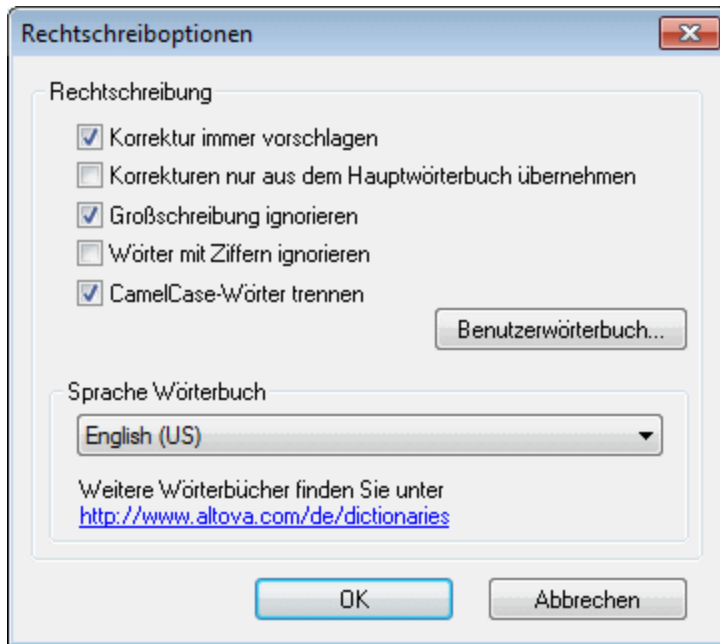 Rechtschreiboptionen
Rechtschreibung
Korrektur immer vorschlagen
Korrekturen nur aus dem Hauptwörterbuch übernehmen
Großschreibung ignorieren
Wörter mit Ziffern ignorieren
CamelCase-Wörter trennen
Benutzerwörterbuch...
Sprache Wörterbuch
English (US)
Weitere Wörterbücher finden Sie unter
http://www.altova.com/de/dictionaries
OK Abbrechen